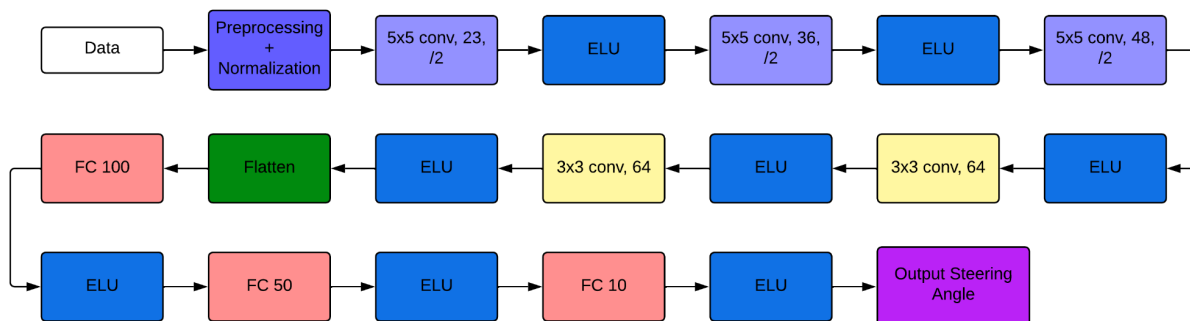 Data
Preprocessing
+
Normalization
5x5 conv, 23,
/2
ELU
5x5 conv, 36,
/2
ELU
5x5 conv, 48,
/2
FC 100
Flatten
ELU
3x3 conv, 64
ELU
3x3 conv, 64
ELU
ELU
FC 50
ELU
FC 10
ELU
Output Steering
Angle